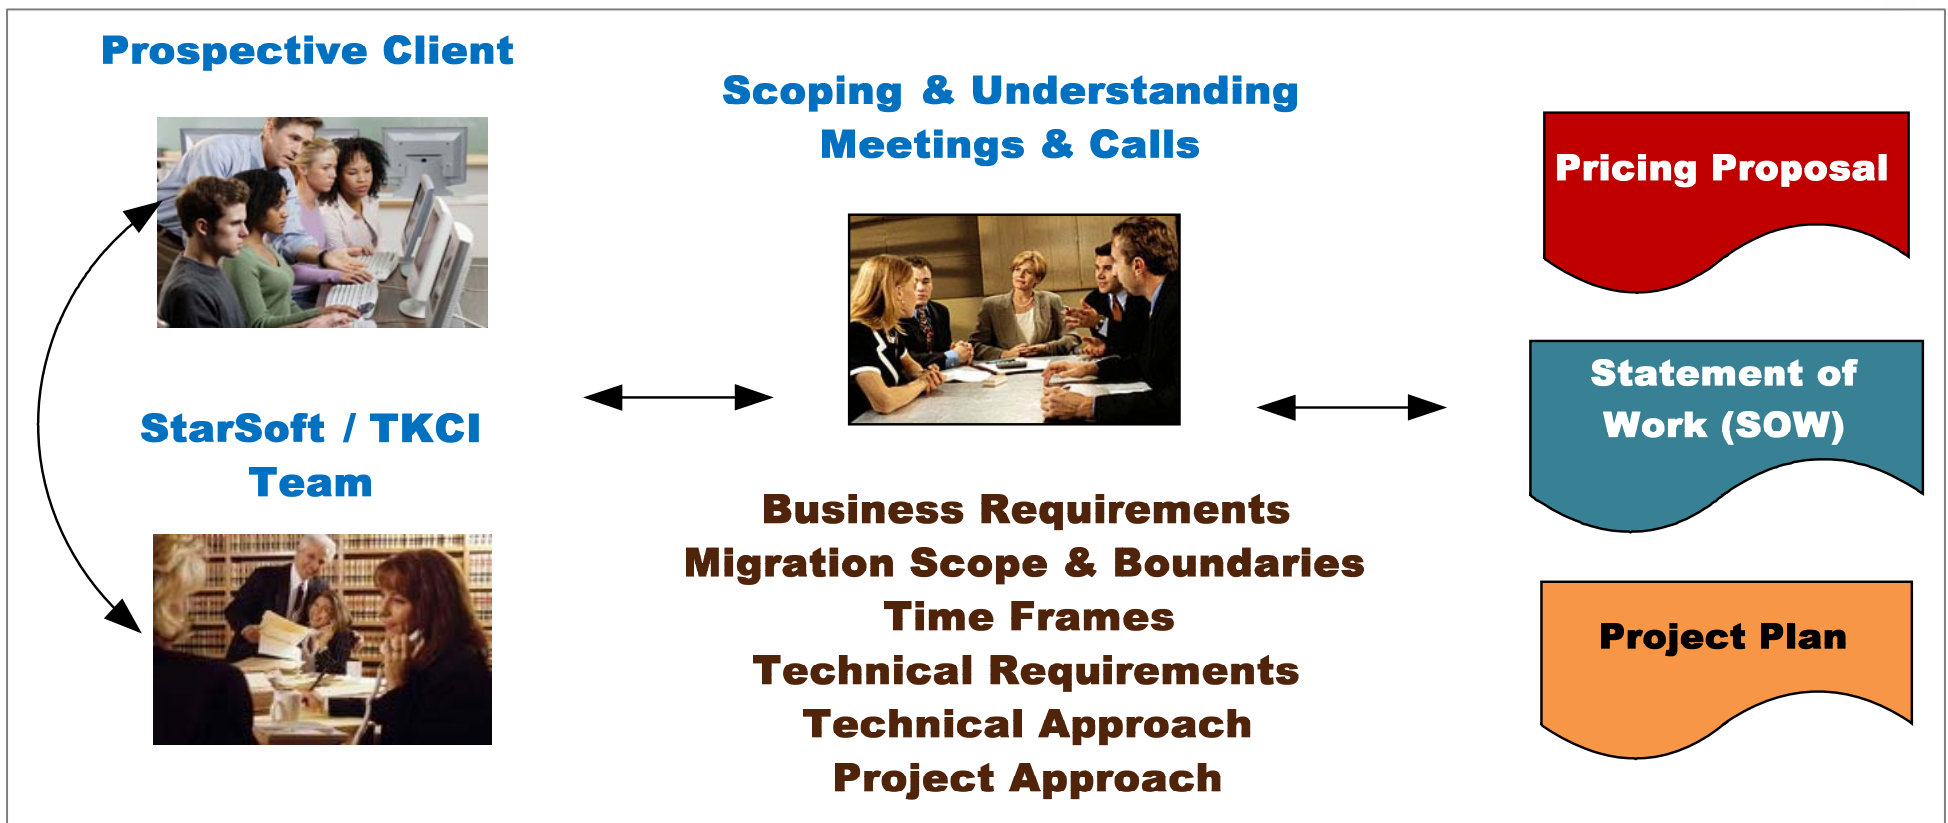 Prospective Client
StarSoft / TKCI
Team
Scoping & Understanding
Meetings & Calls
Business Requirements
Migration Scope & Boundaries
Time Frames
Technical Requirements
Technical Approach
Project Approach
Pricing Proposal
Statement of
Work (SOW)
Project Plan